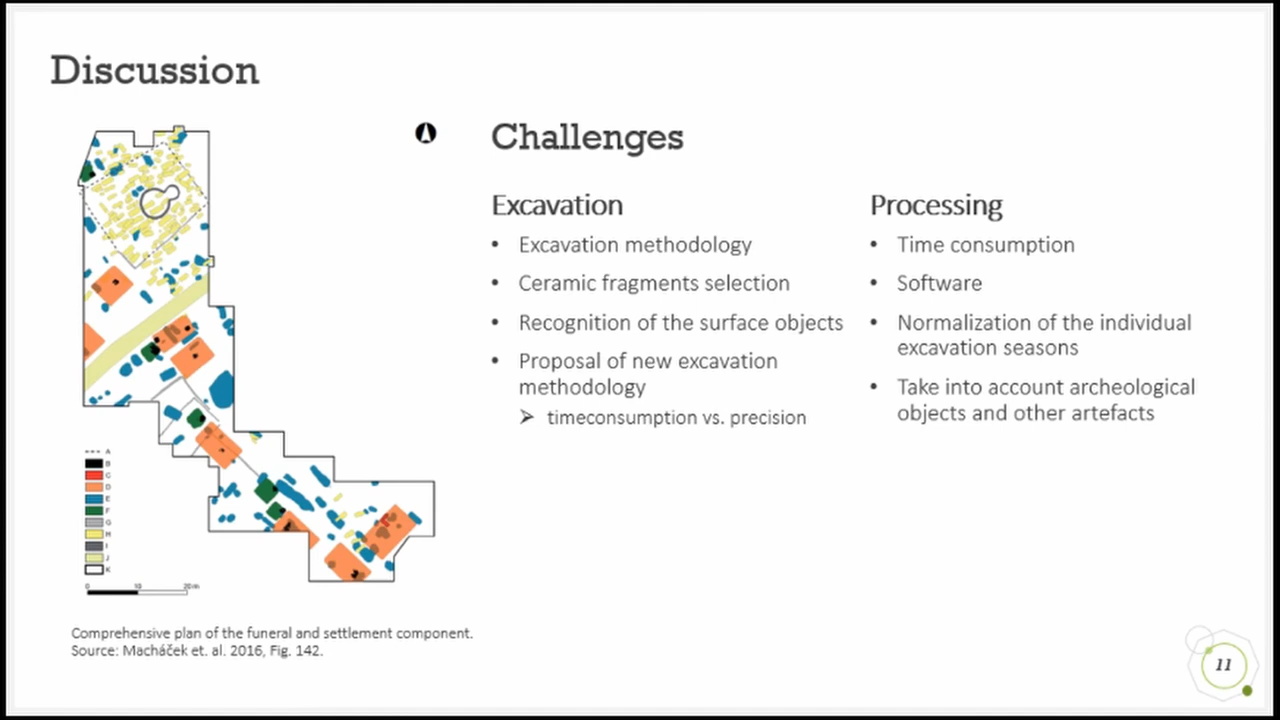 Discussion
Challenges
Excavation
• Excavation methodology
• Ceramic fragments selection
• Recognition of the surface objects
• Proposal of new excavation
methodology
➢ timeconsumption vs. precision
Processing
• Time consumption
• Software
• Normalization of the individual
excavation seasons
• Take into account archeological
objects and other artefacts
A
B
C
D
E
F
G
H
I
J
K
0 10 20 m
Comprehensive plan of the funeral and settlement component.
Source: Macháček et. al. 2016, Fig. 142.
11